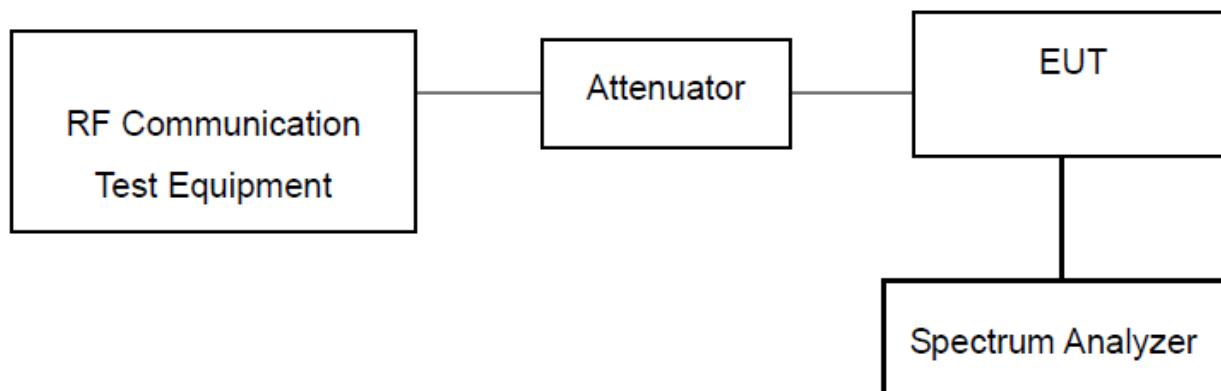 RF Communication
Test Equipment
Attenuator
EUT
Spectrum Analyzer